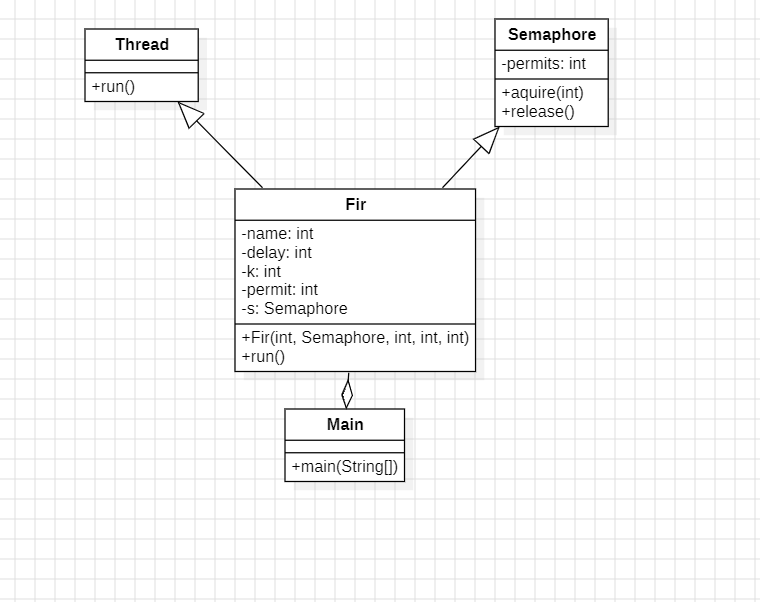 Thread
+run()
Semaphore
-permits: int
+aquire(int)
+release()
Fir
-name: int
-delay: int
-k: int
-permit: int
-s: Semaphore
+Fir(int, Semaphore, int, int, int)
+run()
Main
+main(String[])